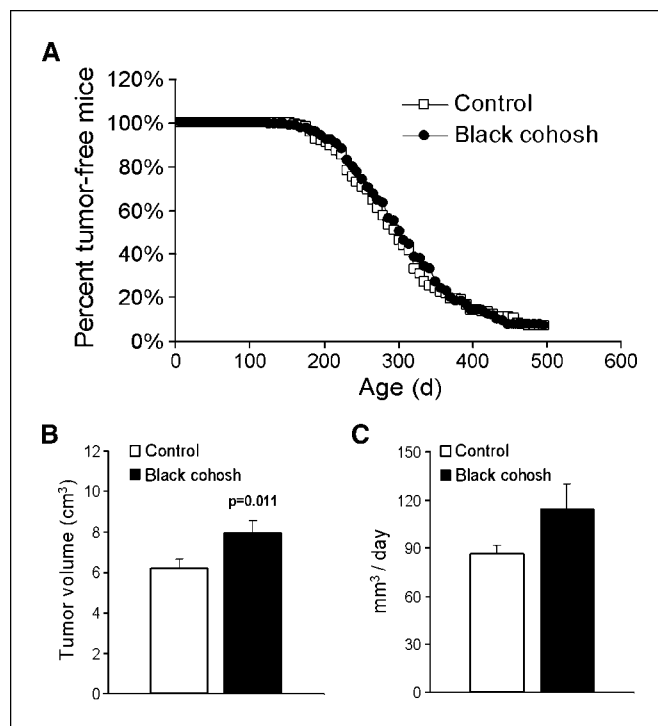 A
120%
100%
80%
60%
40%
20%
0%
Percent tumor-free mice
Control
Black cohosh
0 100 200 300 400 500 600
Age (d)
B
Control
Black cohosh
p=0.011
12
10
8
6
4
2
0
Tumor volume (cm³)
C
Control
Black cohosh
150
120
90
60
30
0
mm³ / day